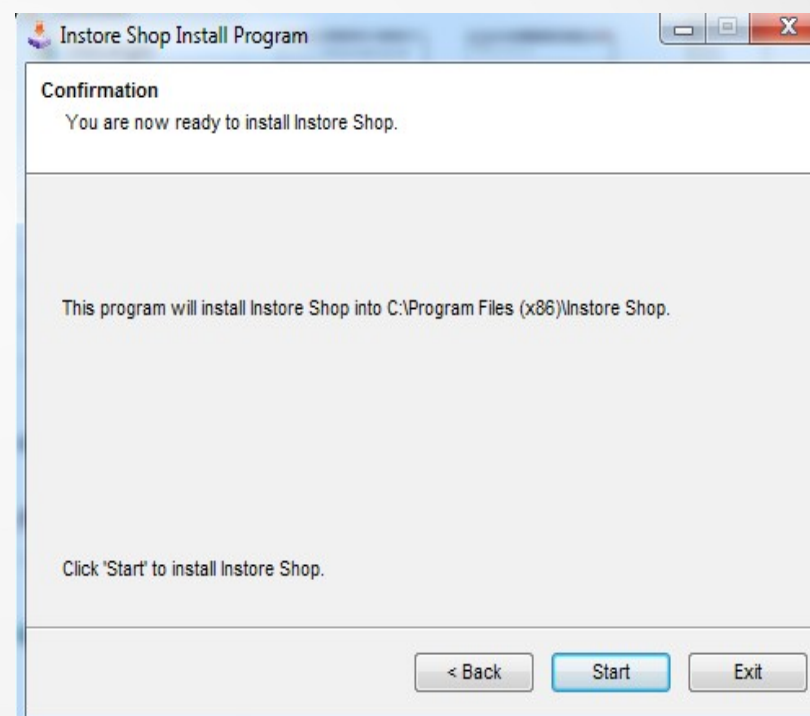 Instore Shop Install Program
Confirmation
You are now ready to install Instore Shop.
This program will install Instore Shop into C:\Program Files (x86)\Instore Shop.
Click 'Start' to install Instore Shop.
< Back Start Exit